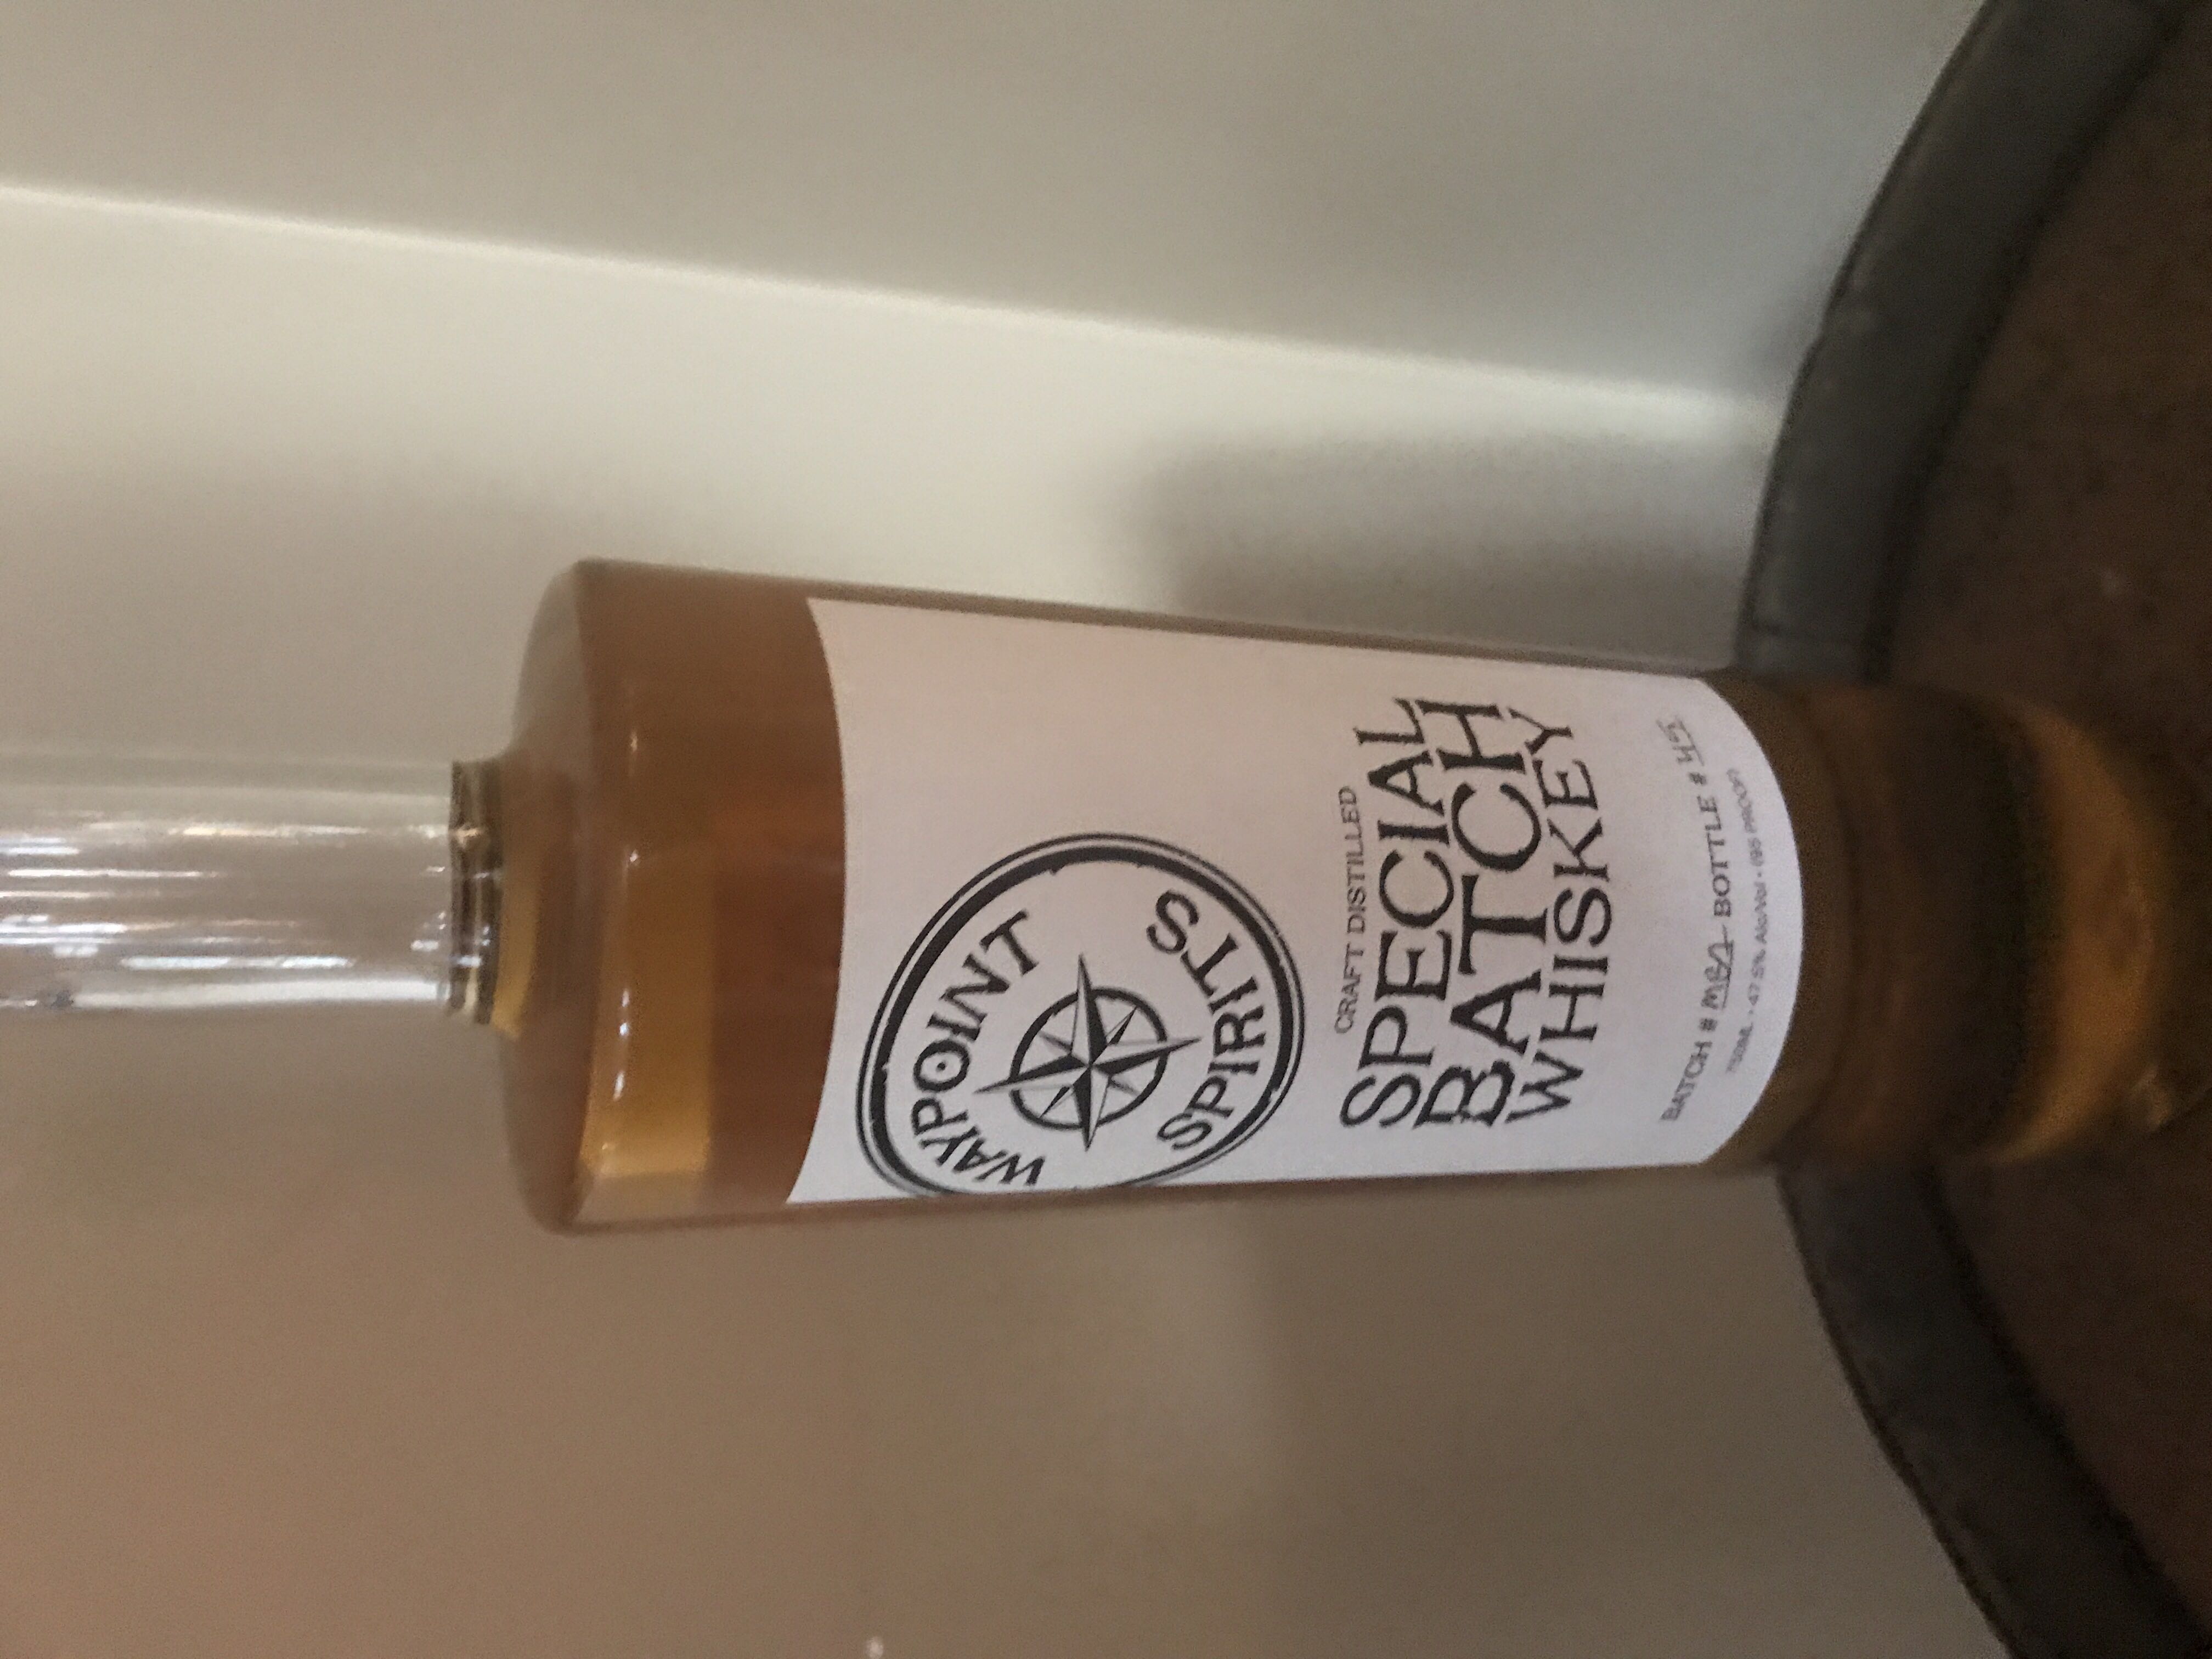 WAYPOINT
SPIRITS
CRAFT DISTILLED
SPECIAL
BATCH
WHISKEY
BATCH # BOTTLE #
750ML - 47.5% Alc/Vol - (95 PROOF)